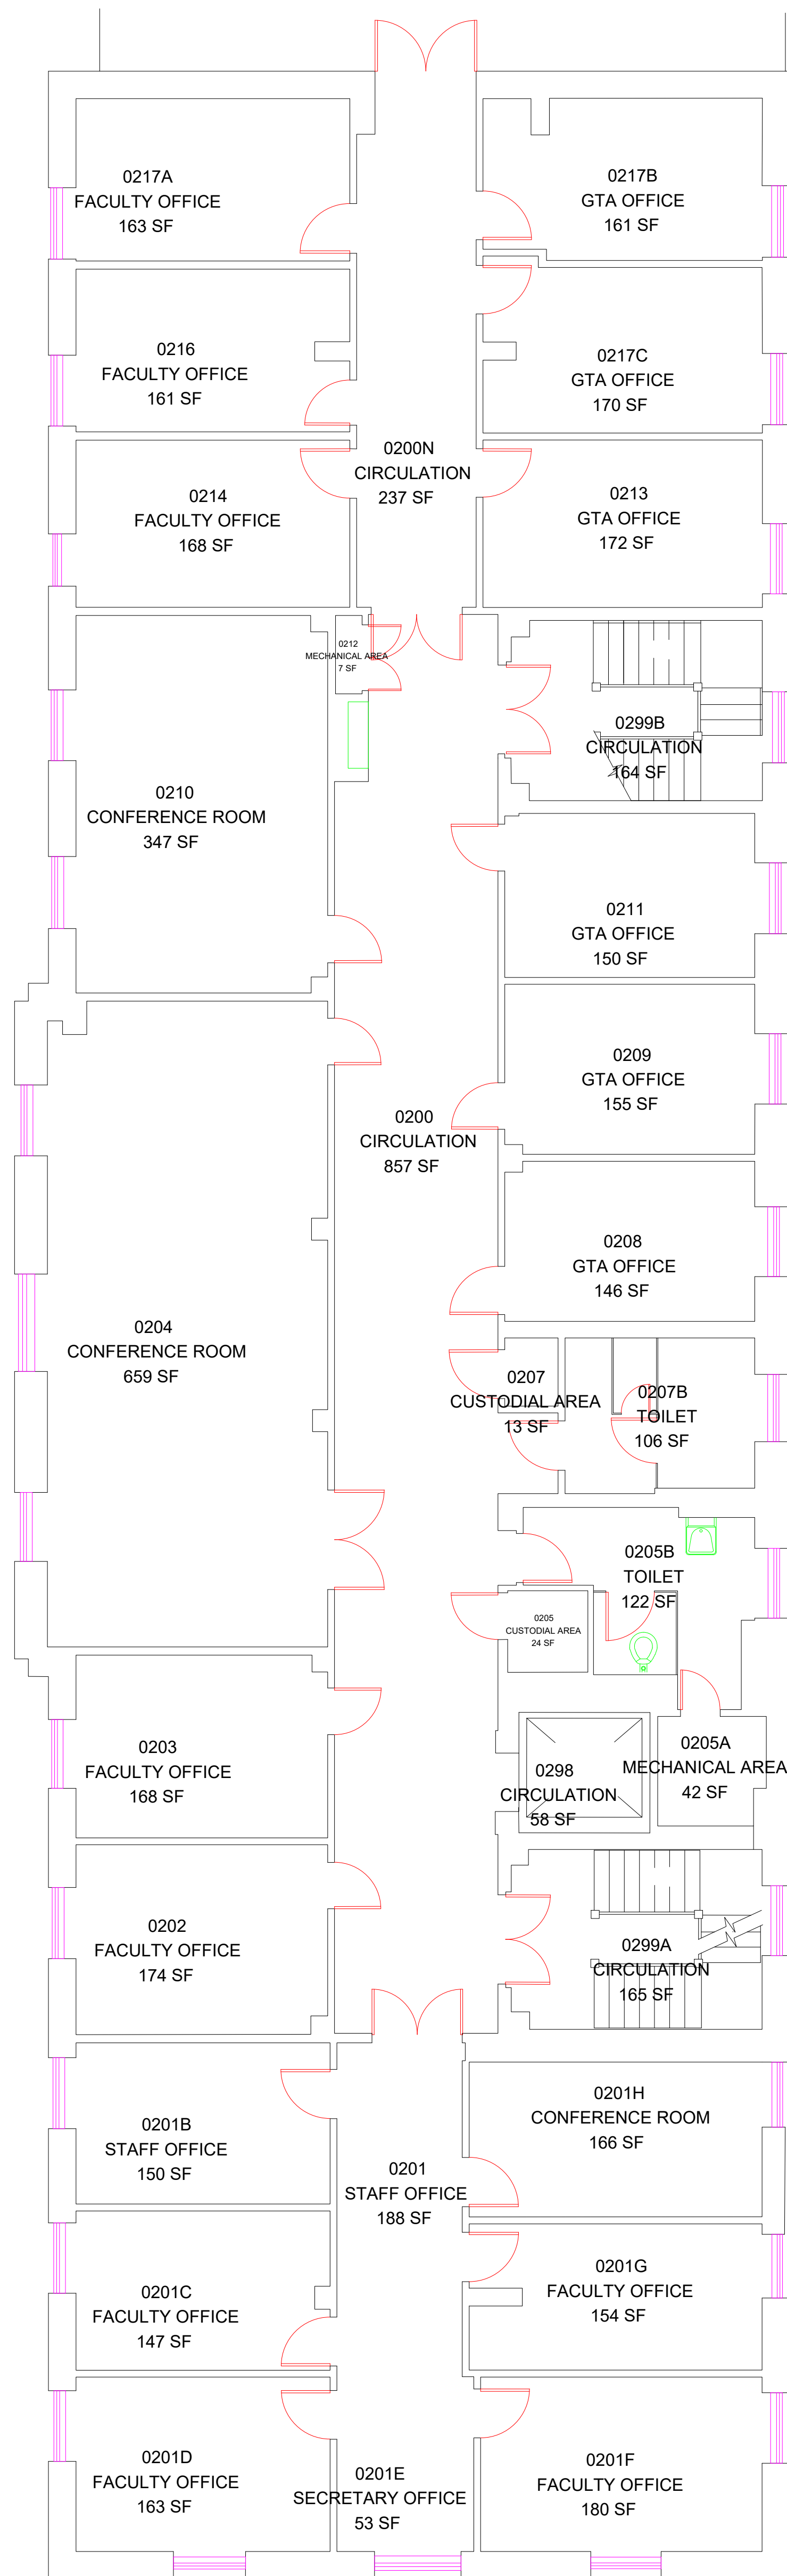 0217A
FACULTY OFFICE
163 SF
0217B
GTA OFFICE
161 SF
0216
FACULTY OFFICE
161 SF
0217C
GTA OFFICE
170 SF
0200N
CIRCULATION
237 SF
0214
FACULTY OFFICE
168 SF
0213
GTA OFFICE
172 SF
0212
MECHANICAL AREA
7 SF
0299B
CIRCULATION
164 SF
0210
CONFERENCE ROOM
347 SF
0211
GTA OFFICE
150 SF
0209
GTA OFFICE
155 SF
0200
CIRCULATION
857 SF
0208
GTA OFFICE
146 SF
0204
CONFERENCE ROOM
659 SF
0207
CUSTODIAL AREA
13 SF
0207B
TOILET
106 SF
0205B
TOILET
122 SF
0205
CUSTODIAL AREA
24 SF
0203
FACULTY OFFICE
168 SF
0298
CIRCULATION
58 SF
0205A
MECHANICAL AREA
42 SF
0202
FACULTY OFFICE
174 SF
0299A
CIRCULATION
165 SF
0201B
STAFF OFFICE
150 SF
0201H
CONFERENCE ROOM
166 SF
0201
STAFF OFFICE
188 SF
0201C
FACULTY OFFICE
147 SF
0201G
FACULTY OFFICE
154 SF
0201D
FACULTY OFFICE
163 SF
0201E
SECRETARY OFFICE
53 SF
0201F
FACULTY OFFICE
180 SF